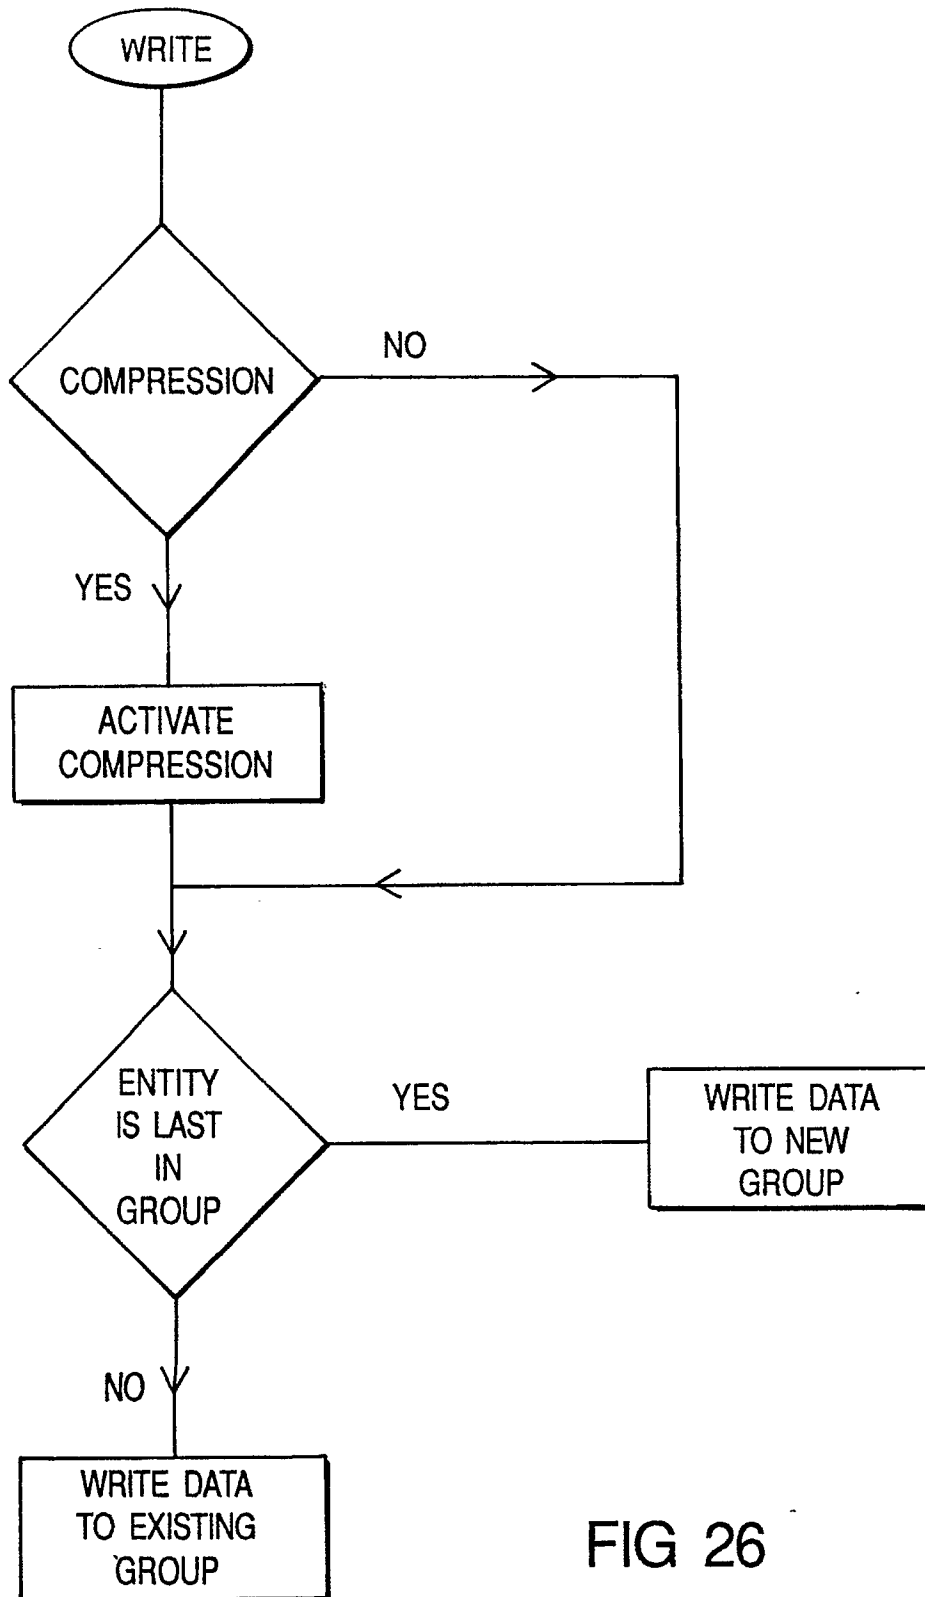 WRITE
COMPRESSION
NO
YES
ACTIVATE
COMPRESSION
ENTITY
IS LAST
IN
GROUP
YES
WRITE DATA
TO NEW
GROUP
NO
WRITE DATA
TO EXISTING
GROUP
FIG 26